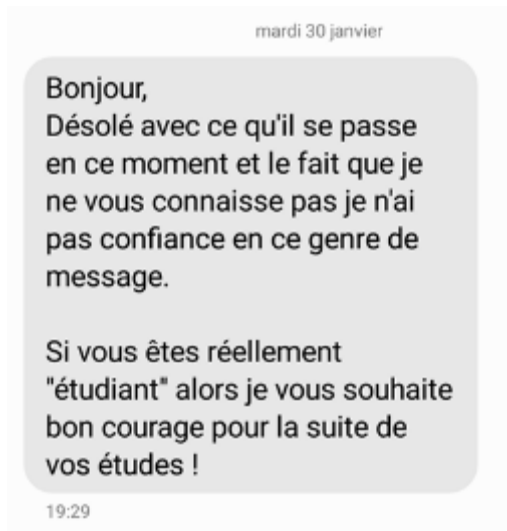 mardi 30 janvier
Bonjour,
Désolé avec ce qu'il se passe
en ce moment et le fait que je
ne vous connaisse pas je n'ai
pas confiance en ce genre de
message.
Si vous êtes réellement
"étudiant" alors je vous souhaite
bon courage pour la suite de
vos études !
19:29